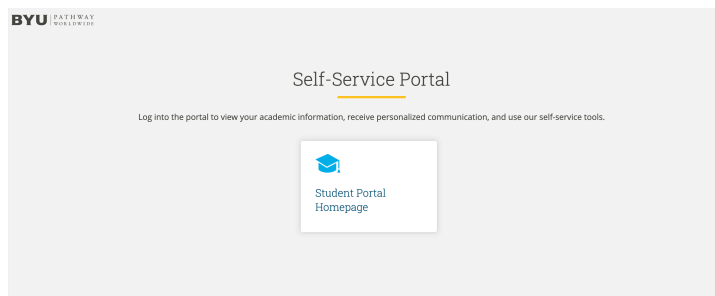 BYU PATHWAY
WORLDWIDE
Self-Service Portal
Log into the portal to view your academic information, receive personalized communication, and use our self-service tools.
Student Portal
Homepage